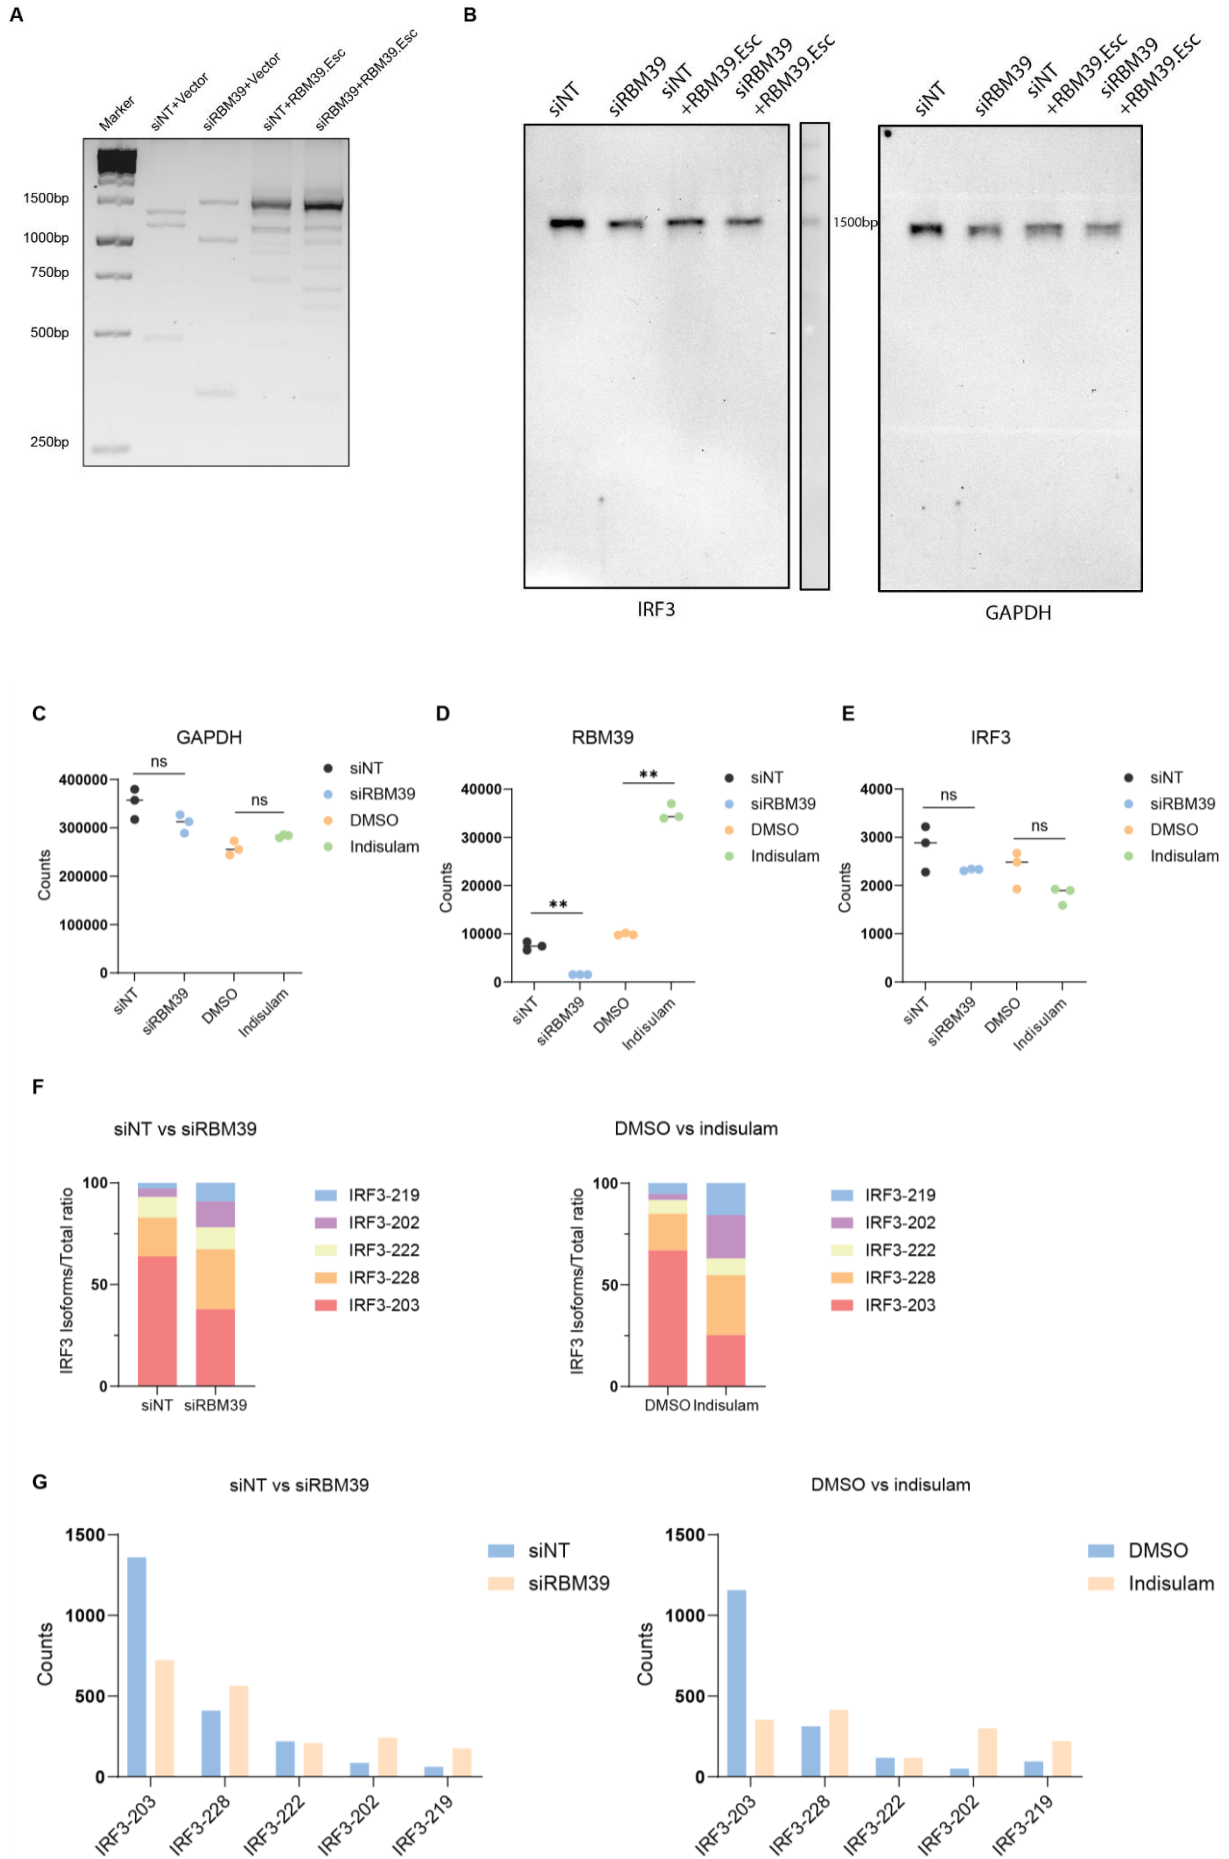 A
Marker
siNT+Vector
siRBM39+Vector
siNT+RBM39.Esc
siRBM39+RBM39.Esc
1500bp
1000bp
750bp
500bp
250bp
B
siNT
siRBM39
siNT
+RBM39.Esc
siRBM39
+RBM39.Esc
1500bp
IRF3
siNT
siRBM39
siNT
+RBM39.Esc
siRBM39
+RBM39.Esc
GAPDH
C
GAPDH
ns
ns
400000
300000
200000
100000
0
Counts
siNT
siRBM39
DMSO
Indisulam
siNT
siRBM39
DMSO
Indisulam
D
RBM39
**
**
40000
30000
20000
10000
0
Counts
siNT
siRBM39
DMSO
Indisulam
siNT
siRBM39
DMSO
Indisulam
E
IRF3
ns
ns
4000
3000
2000
1000
0
Counts
siNT
siRBM39
DMSO
Indisulam
siNT
siRBM39
DMSO
Indisulam
F
siNT vs siRBM39
100
50
0
IRF3 Isoforms/Total ratio
siNT siRBM39
IRF3-219
IRF3-202
IRF3-222
IRF3-228
IRF3-203
DMSO vs indisulam
100
50
0
IRF3 Isoforms/Total ratio
DMSO Indisulam
IRF3-219
IRF3-202
IRF3-222
IRF3-228
IRF3-203
G
siNT vs siRBM39
1500
1000
500
0
Counts
siNT
siRBM39
IRF3-203
IRF3-228
IRF3-222
IRF3-202
IRF3-219
DMSO vs indisulam
1500
1000
500
0
Counts
DMSO
Indisulam
IRF3-203
IRF3-228
IRF3-222
IRF3-202
IRF3-219